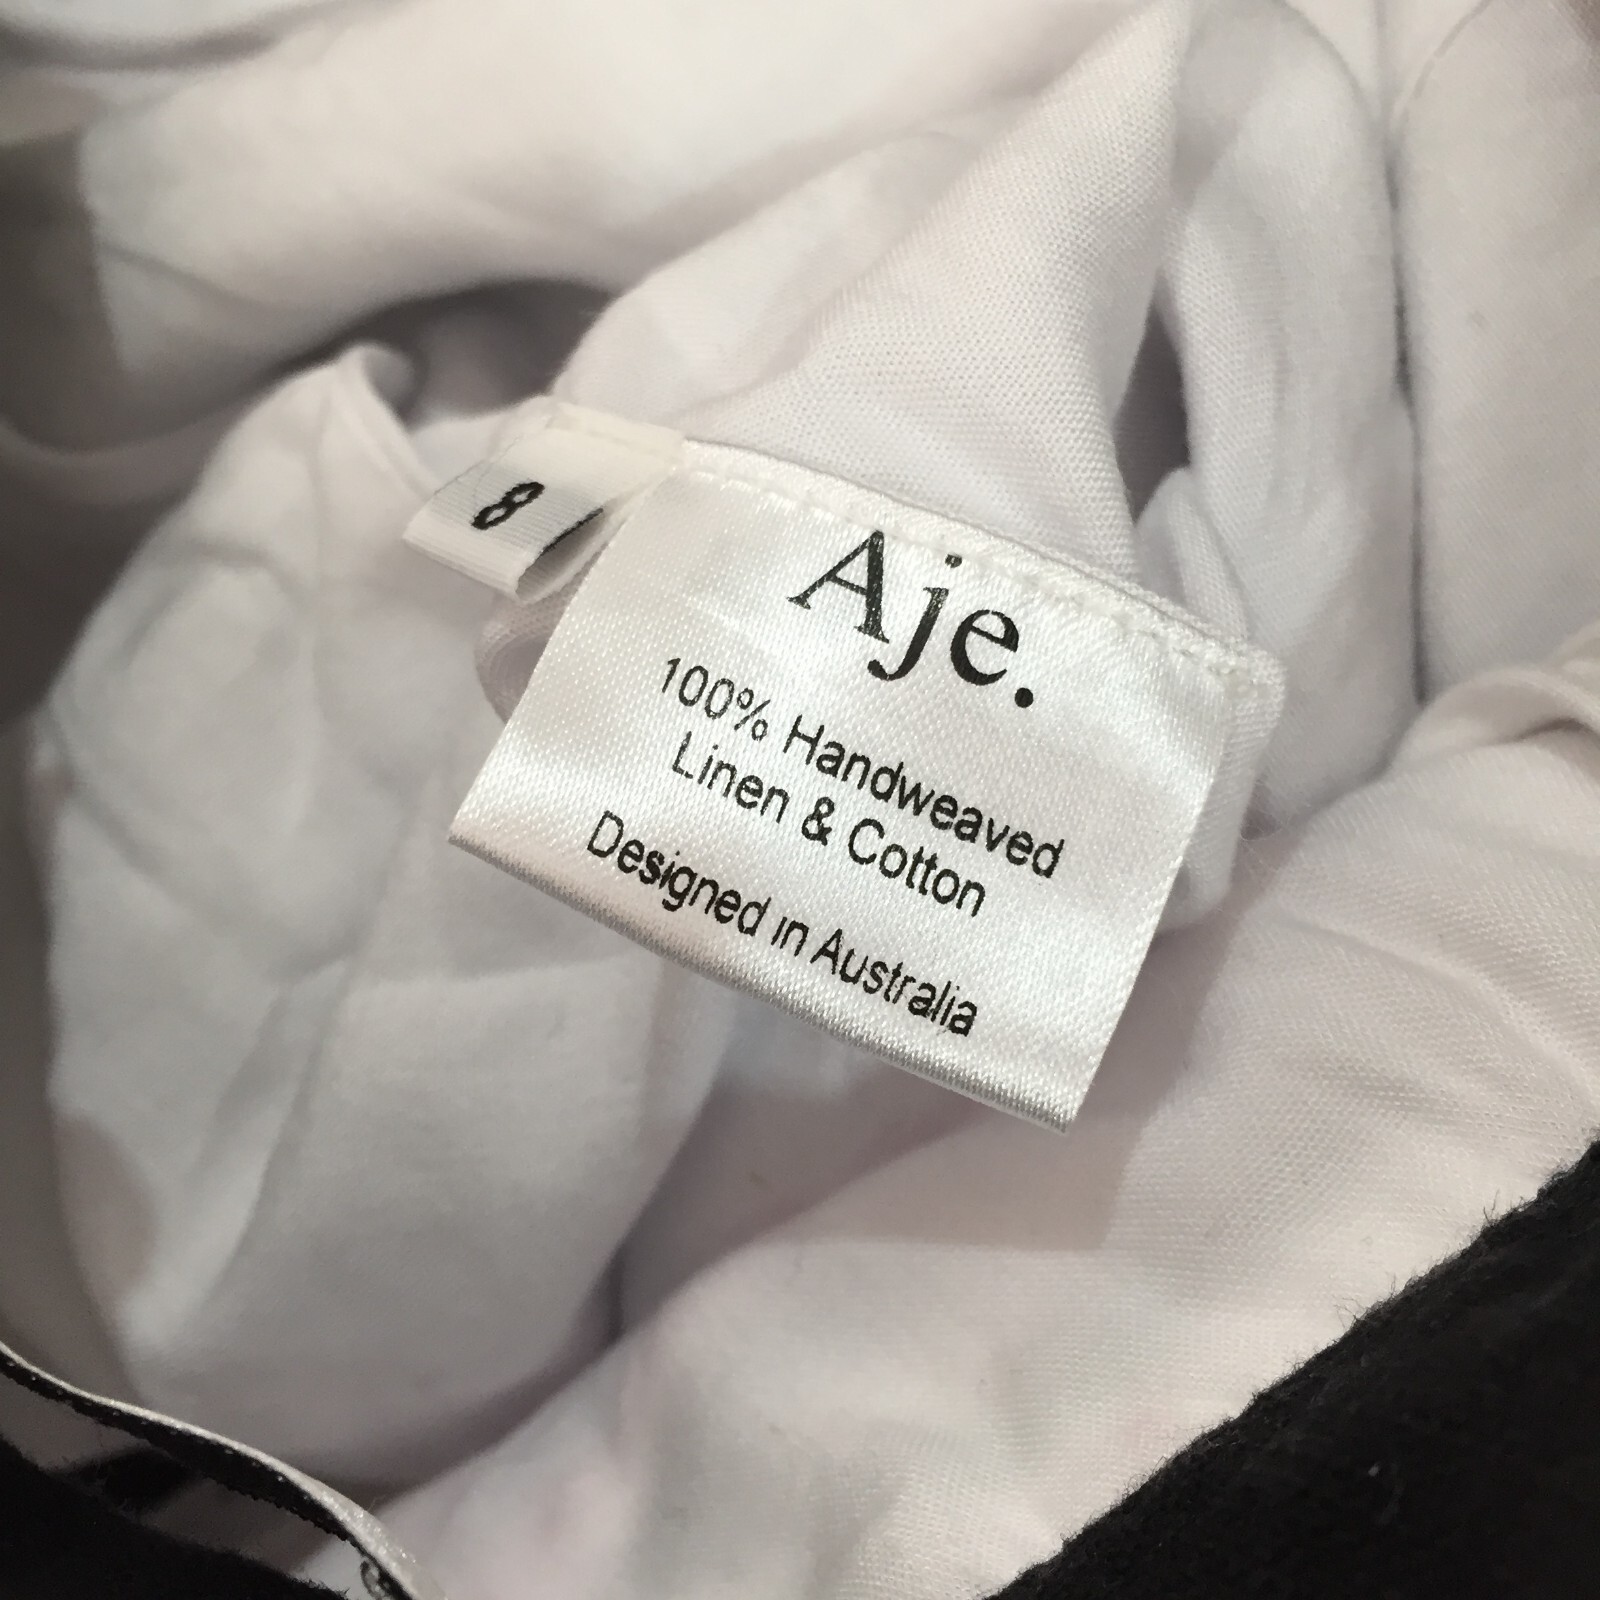 8
Aje.
100% Handweaved
Linen & Cotton
Designed in Australia